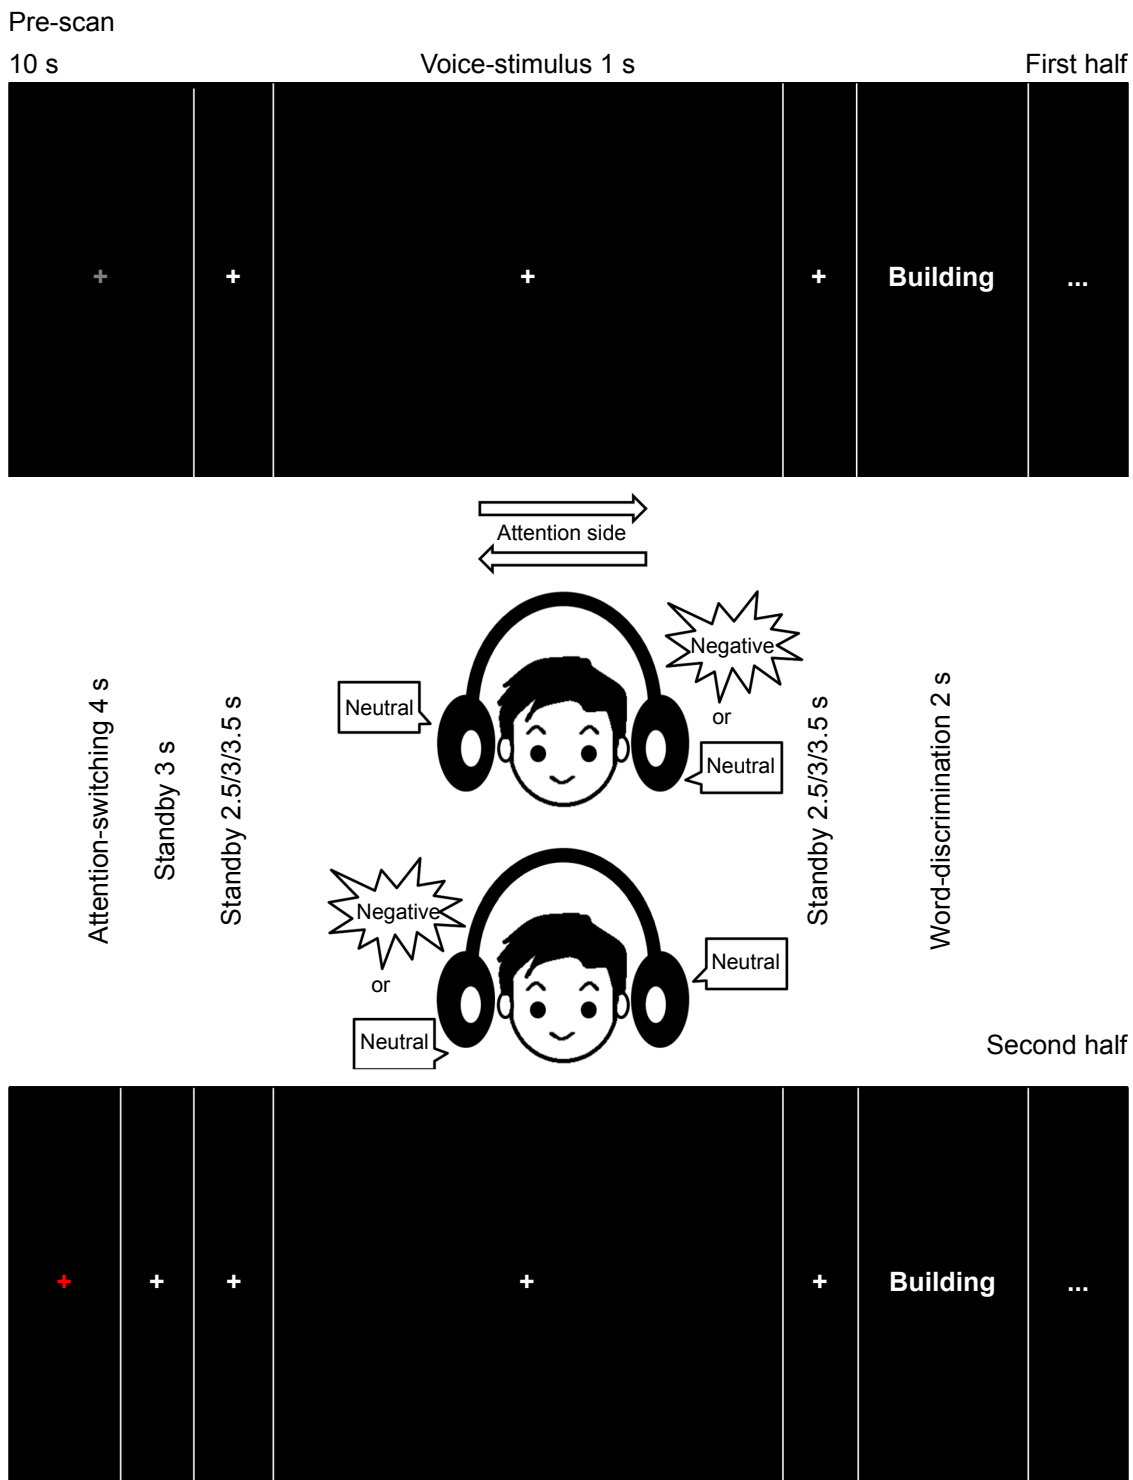 Pre-scan
10 s
Voice-stimulus 1 s
First half
+
+
+
+
Building
...
Attention side
Negative
or
Neutral
Neutral
Attention-switching 4 s
Standby 3 s
Standby 2.5/3/3.5 s
Standby 2.5/3/3.5 s
Word-discrimination 2 s
Negative
or
Neutral
Neutral
Second half
+
+
+
+
+
Building
...